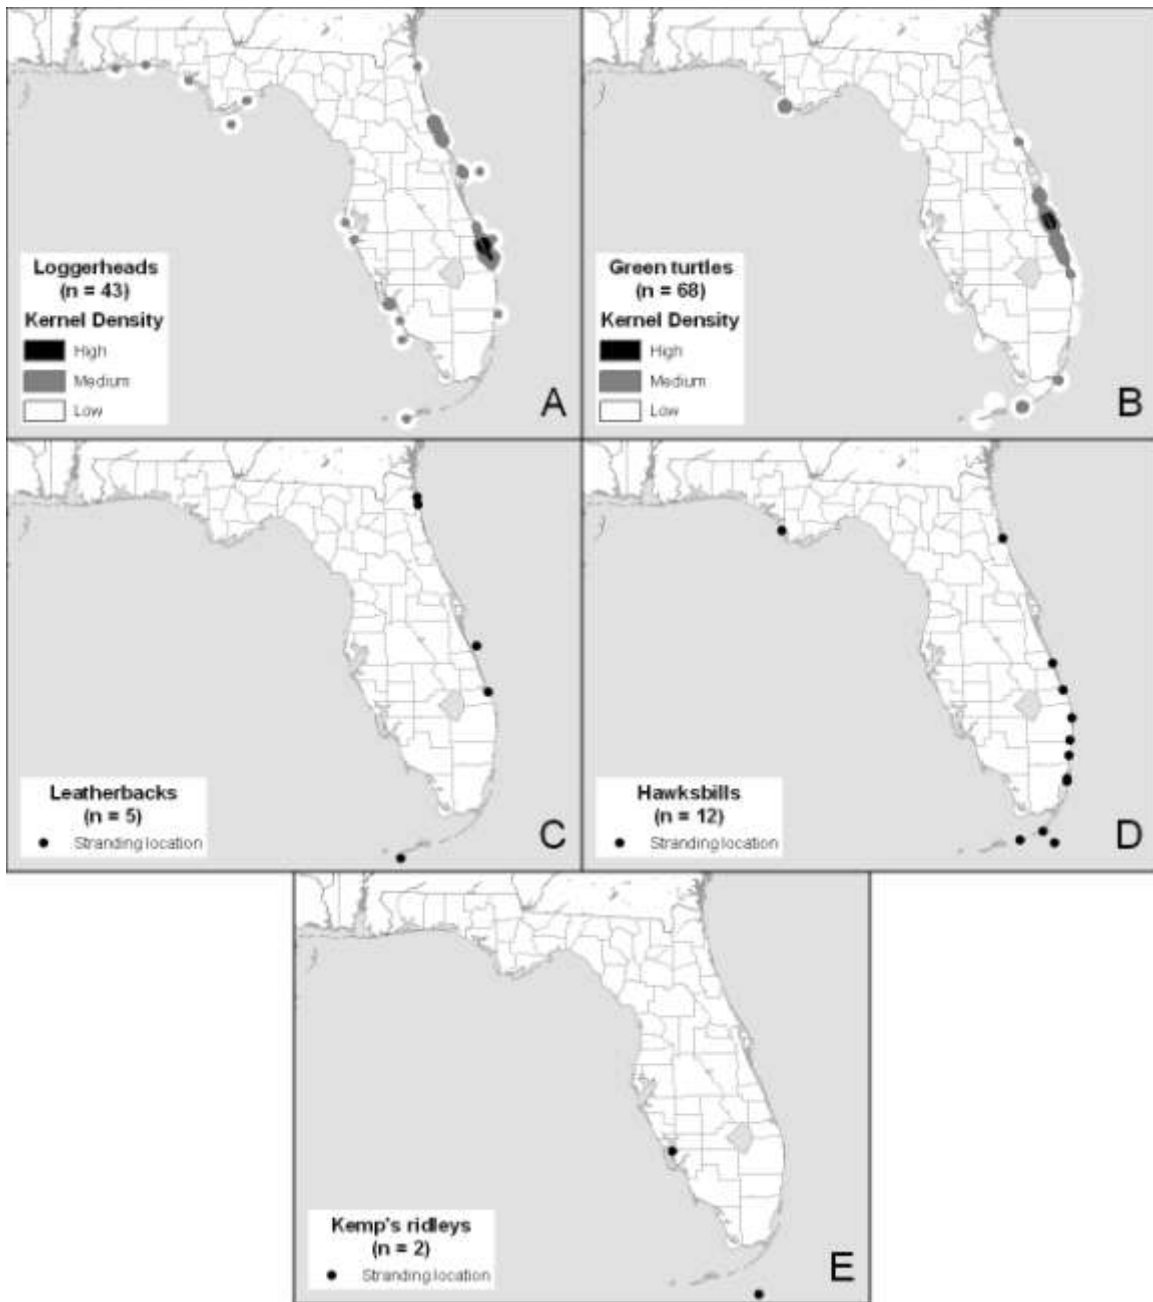 Loggerheads
(n = 43)
Kernel Density
High
Medium
Low
A
Green turtles
(n = 68)
Kernel Density
High
Medium
Low
B
Leatherbacks
(n = 5)
Stranding location
C
Hawksbills
(n = 12)
Stranding location
D
Kemp's ridleys
(n = 2)
Stranding location
E